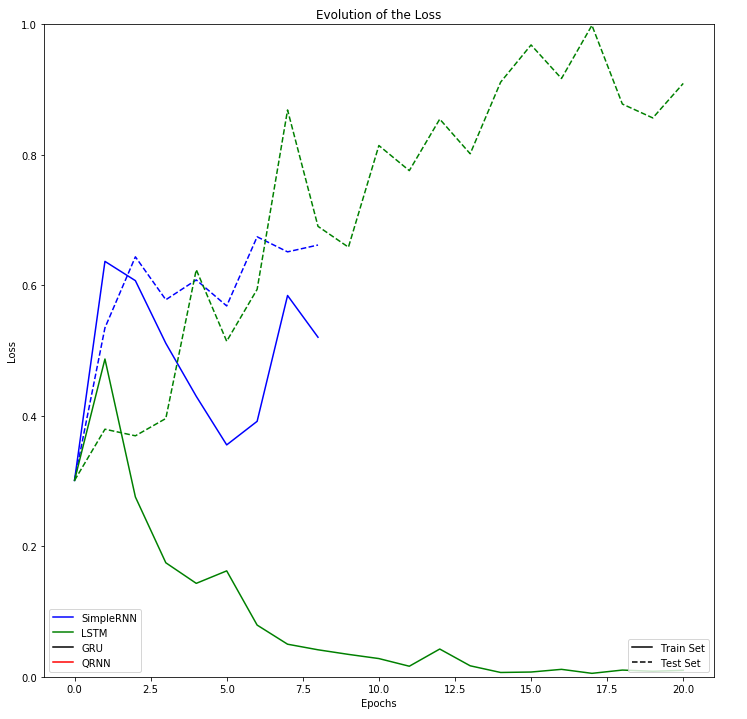 Evolution of the Loss
1.0
0.8
0.6
0.4
0.2
0.0
Loss
SimpleRNN
LSTM
GRU
QRNN
Train Set
Test Set
0.0 2.5 5.0 7.5 10.0 12.5 15.0 17.5 20.0
Epochs